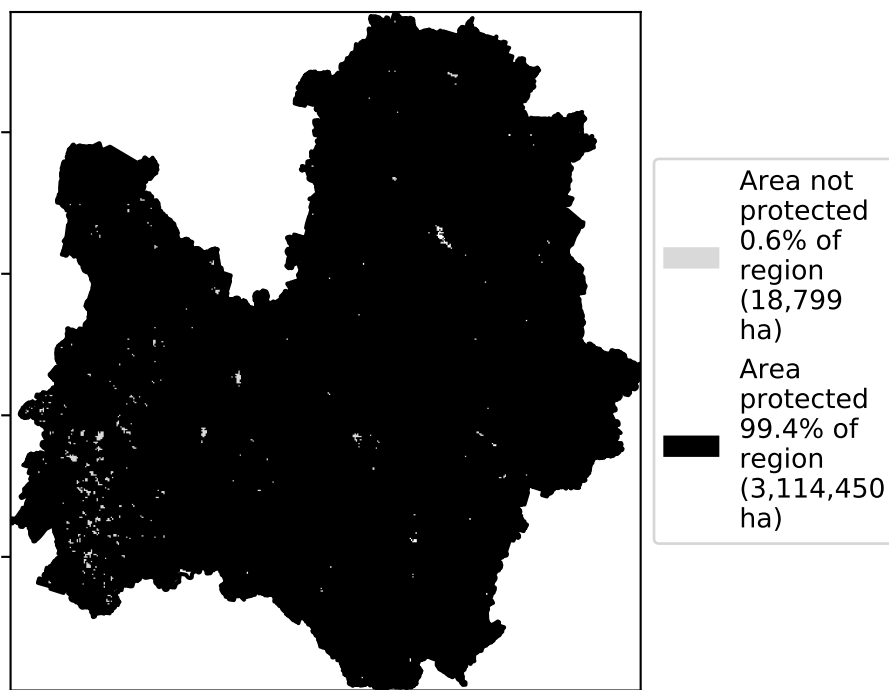 Area not
protected
0.6% of
region
(18,799
ha)
Area
protected
99.4% of
region
(3,114,450
ha)